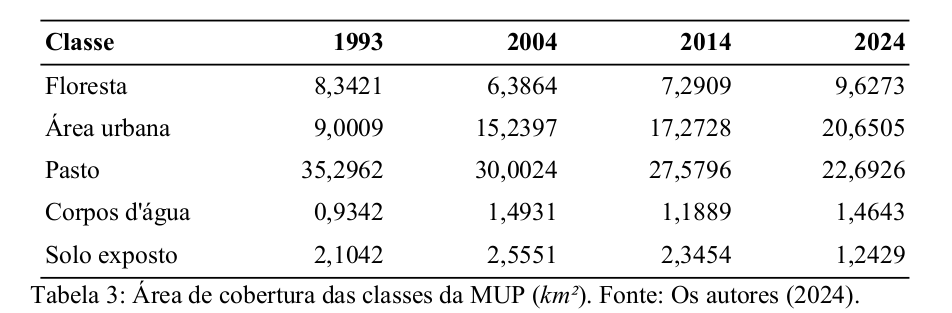 Classe 1993 2004 2014 2024
Floresta 8,3421 6,3864 7,2909 9,6273
Área urbana 9,0009 15,2397 17,2728 20,6505
Pasto 35,2962 30,0024 27,5796 22,6926
Corpos d'água 0,9342 1,4931 1,1889 1,4643
Solo exposto 2,1042 2,5551 2,3454 1,2429
Tabela 3: Área de cobertura das classes da MUP (km²). Fonte: Os autores (2024).